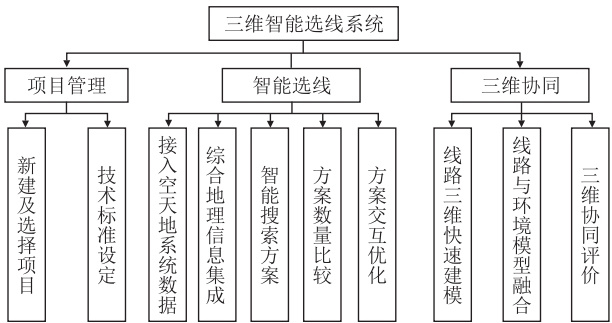 三维智能选线系统
项目管理
智能选线
三维协同
新建及选择项目
技术标准设定
接入空天地系统数据
综合地理信息集成
智能搜索方案
方案数量比较
方案交互优化
线路三维快速建模
线路与环境模型融合
三维协同评价